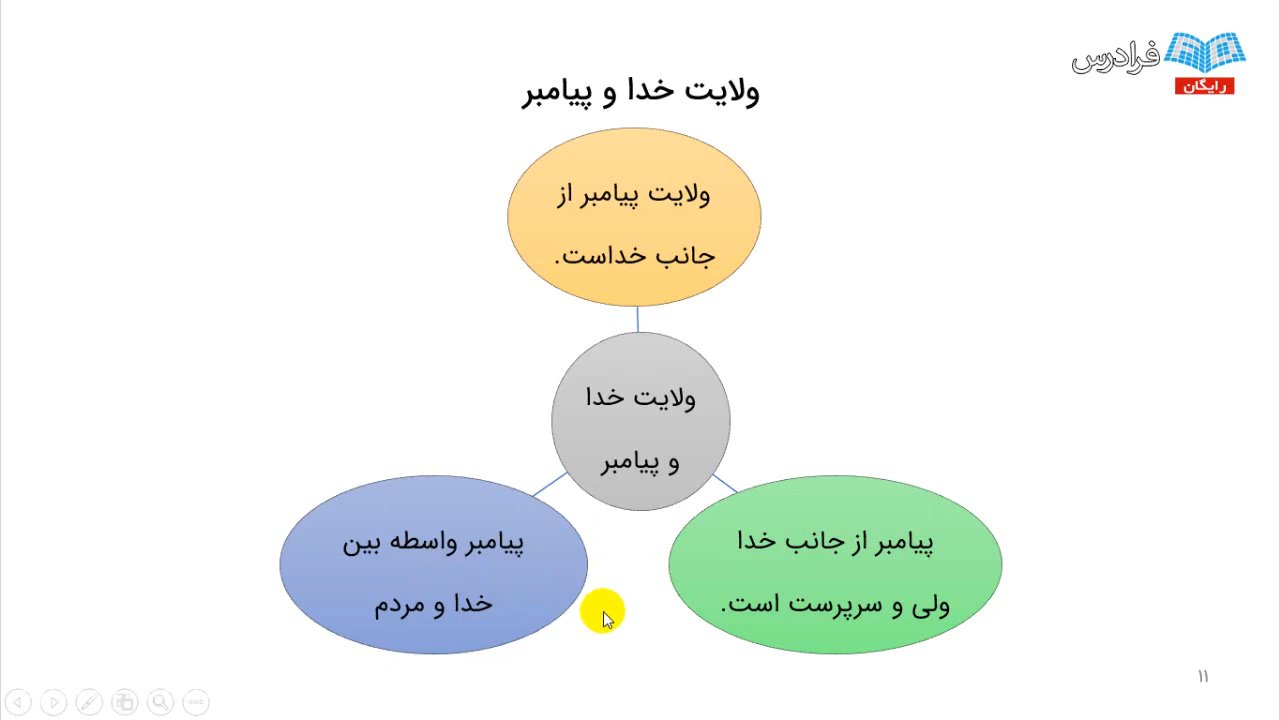 فرادرس
رایگان
ولایت خدا و پیامبر
ولایت پیامبر از
جانب خداست.
ولایت خدا
و پیامبر
پیامبر از جانب خدا
ولی و سرپرست است.
پیامبر واسطه بین
خدا و مردم
۱۱